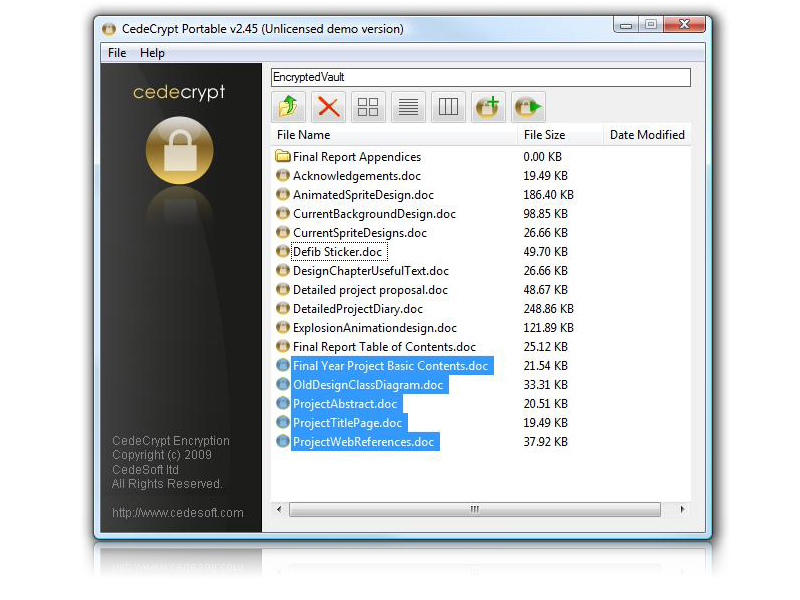 CedeCrypt Portable v2.45 (Unlicensed demo version)
File Help
cedecrypt
EncryptedVault
File Name File Size Date Modified
Final Report Appendices 0.00 KB
Acknowledgements.doc 19.49 KB
AnimatedSpriteDesign.doc 186.40 KB
CurrentBackgroundDesign.doc 98.85 KB
CurrentSpriteDesigns.doc 26.66 KB
Defib Sticker.doc 49.70 KB
DesignChapterUsefulText.doc 26.66 KB
Detailed project proposal.doc 48.67 KB
DetailedProjectDiary.doc 248.86 KB
ExplosionAnimationdesign.doc 121.89 KB
Final Report Table of Contents.doc 25.12 KB
Final Year Project Basic Contents.doc 21.54 KB
OldDesignClassDiagram.doc 33.31 KB
ProjectAbstract.doc 20.51 KB
ProjectTitlePage.doc 19.49 KB
ProjectWebReferences.doc 37.92 KB
CedeCrypt Encryption
Copyright (c) 2009
CedeSoft ltd
All Rights Reserved.
http://www.cedesoft.com